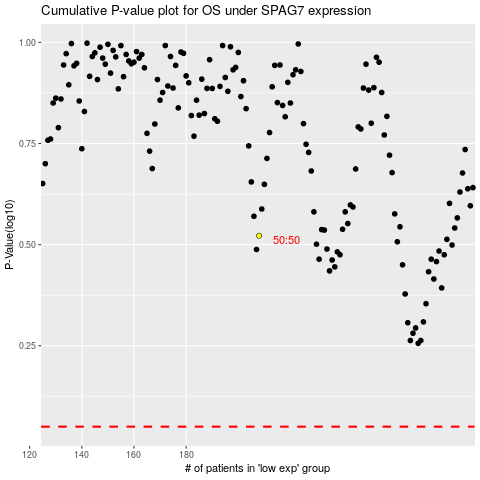 Cumulative P-value plot for OS under SPAG7 expression
P-Value(log10)
1.00
0.75
0.50
0.25
50:50
120 140 160 180
# of patients in 'low exp' group